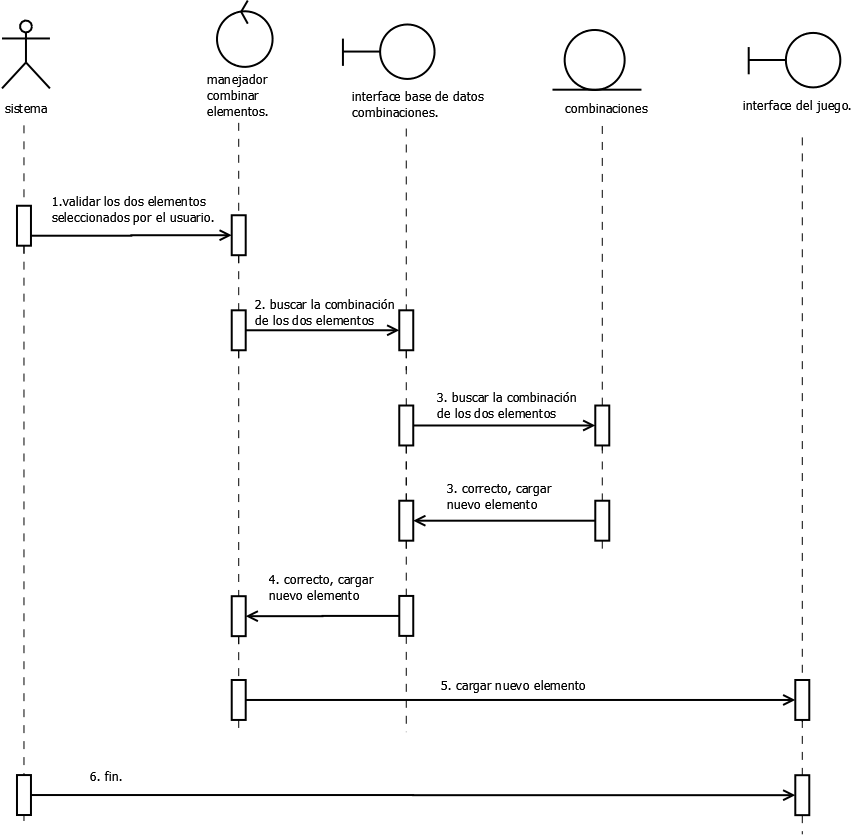 sistema
manejador
combinar
elementos.
interface base de datos
combinaciones.
combinaciones
interface del juego.
1.validar los dos elementos
seleccionados por el usuario.
2. buscar la combinación
de los dos elementos
3. buscar la combinación
de los dos elementos
3. correcto, cargar
nuevo elemento
4. correcto, cargar
nuevo elemento
5. cargar nuevo elemento
6. fin.